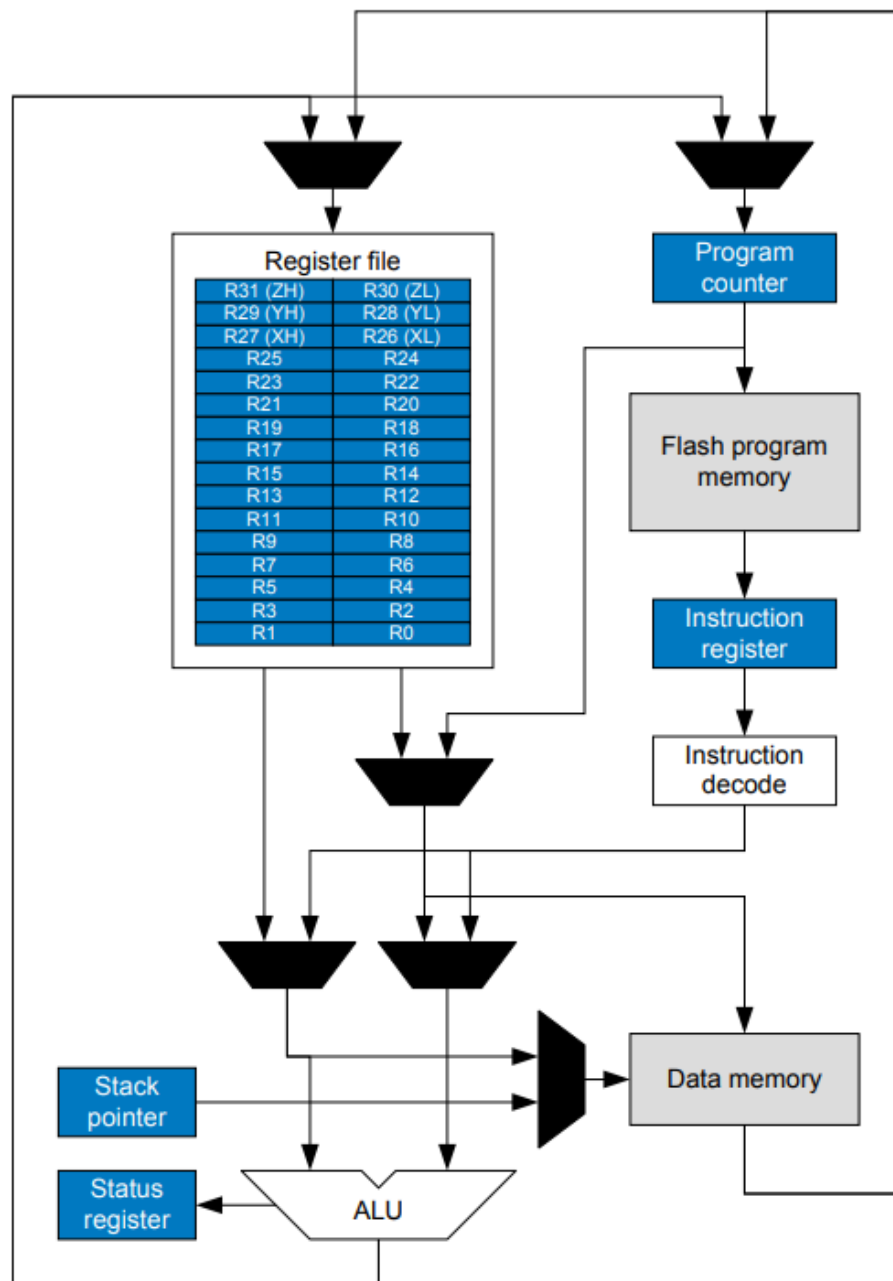 Register file
R31 (ZH) R30 (ZL)
R29 (YH) R28 (YL)
R27 (XH) R26 (XL)
R25 R24
R23 R22
R21 R20
R19 R18
R17 R16
R15 R14
R13 R12
R11 R10
R9 R8
R7 R6
R5 R4
R3 R2
R1 R0
Program
counter
Flash program
memory
Instruction
register
Instruction
decode
Stack
pointer
Data memory
Status
register
ALU